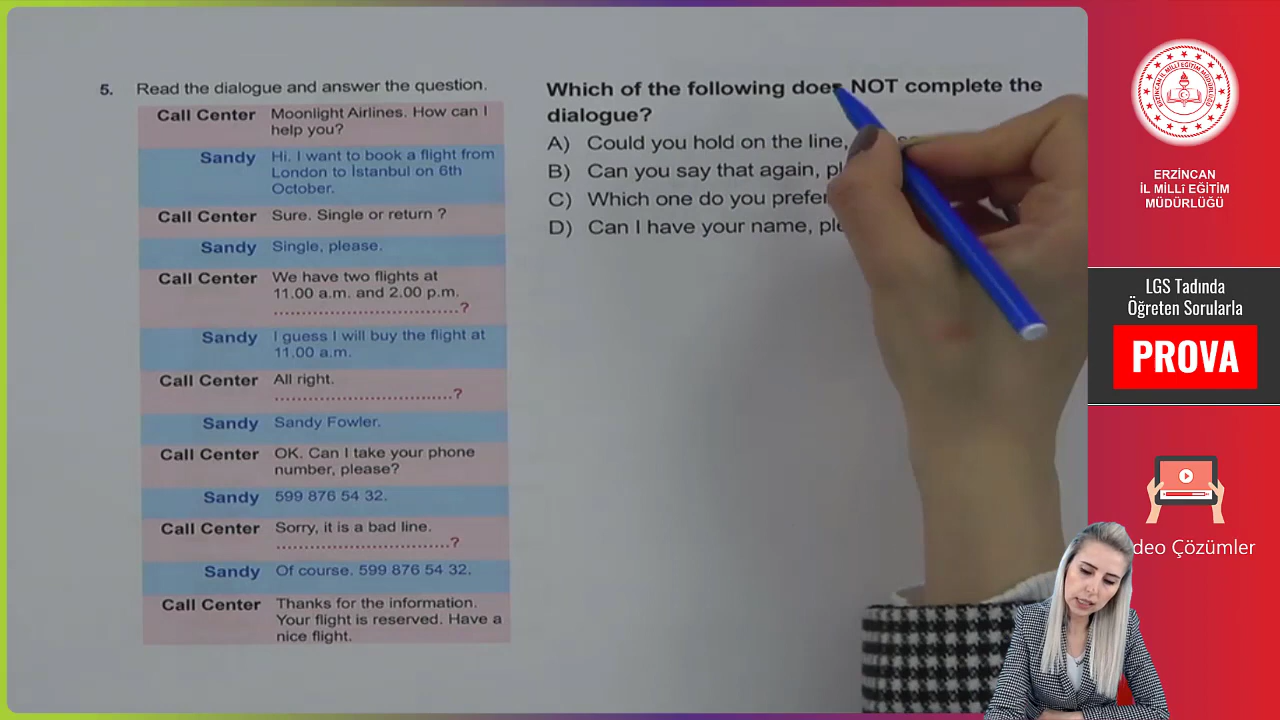 5. Read the dialogue and answer the question.
Call Center Moonlight Airlines. How can I
help you?
Sandy Hi. I want to book a flight from
London to İstanbul on 6th
October.
Call Center Sure. Single or return ?
Sandy Single, please.
Call Center We have two flights at
11.00 a.m. and 2.00 p.m.
.....................................?
Sandy I guess I will buy the flight at
11.00 a.m.
Call Center All right.
....................................?
Sandy Sandy Fowler.
Call Center OK. Can I take your phone
number, please?
Sandy 599 876 54 32.
Call Center Sorry, it is a bad line.
...................................?
Sandy Of course. 599 876 54 32.
Call Center Thanks for the information.
Your flight is reserved. Have a
nice flight.
Which of the following does NOT complete the
dialogue?
A) Could you hold on the line,
B) Can you say that again,
C) Which one do you prefer
D) Can I have your name,
ERZİNCAN
İL MİLLî EĞİTİM
MÜDÜRLÜĞÜ
LGS Tadında
Öğreten Sorularla
PROVA
deo Çözümler